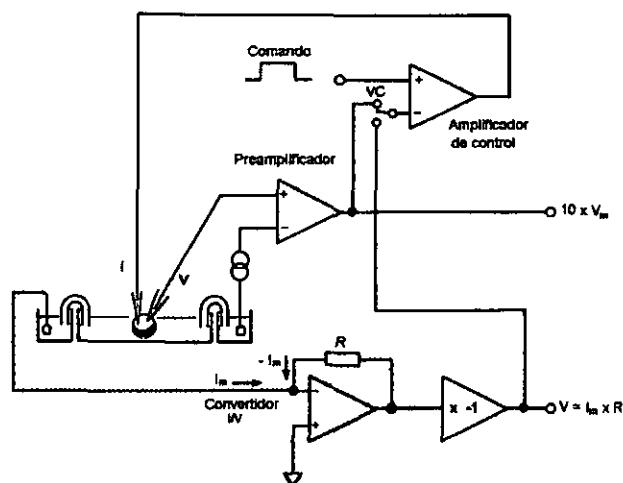 Comando
VC
+
−
Amplificador
de control
Preamplificador
+
−
10 x Vm
I
V
- Im
R
Im
Convertidor
I/V
−
+
x -1
V = Im x R